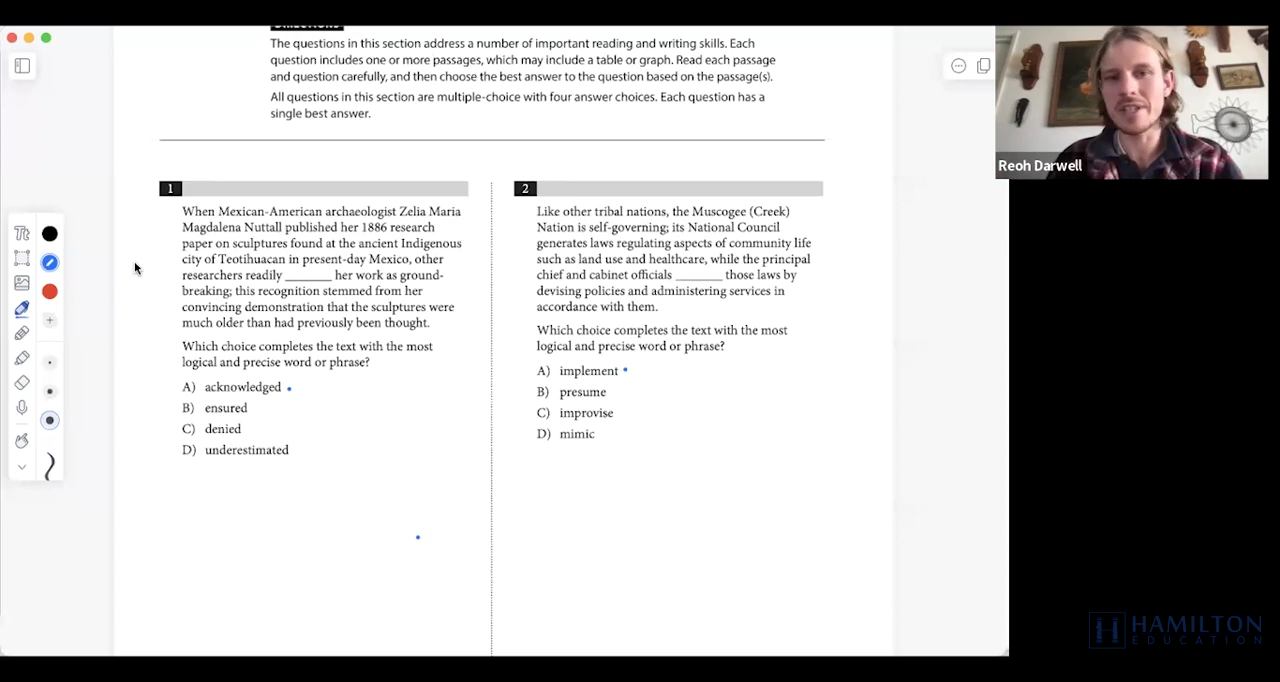 The questions in this section address a number of important reading and writing skills. Each
question includes one or more passages, which may include a table or graph. Read each passage
and question carefully, and then choose the best answer to the question based on the passage(s).
All questions in this section are multiple-choice with four answer choices. Each question has a
single best answer.
1
When Mexican-American archaeologist Zelia Maria
Magdalena Nuttall published her 1886 research
paper on sculptures found at the ancient Indigenous
city of Teotihuacan in present-day Mexico, other
researchers readily _______ her work as ground-
breaking; this recognition stemmed from her
convincing demonstration that the sculptures were
much older than had previously been thought.
Which choice completes the text with the most
logical and precise word or phrase?
A) acknowledged
B) ensured
C) denied
D) underestimated
2
Like other tribal nations, the Muscogee (Creek)
Nation is self-governing; its National Council
generates laws regulating aspects of community life
such as land use and healthcare, while the principal
chief and cabinet officials _______ those laws by
devising policies and administering services in
accordance with them.
Which choice completes the text with the most
logical and precise word or phrase?
A) implement
B) presume
C) improvise
D) mimic
Reoh Darwell
HAMILTON
EDUCATION